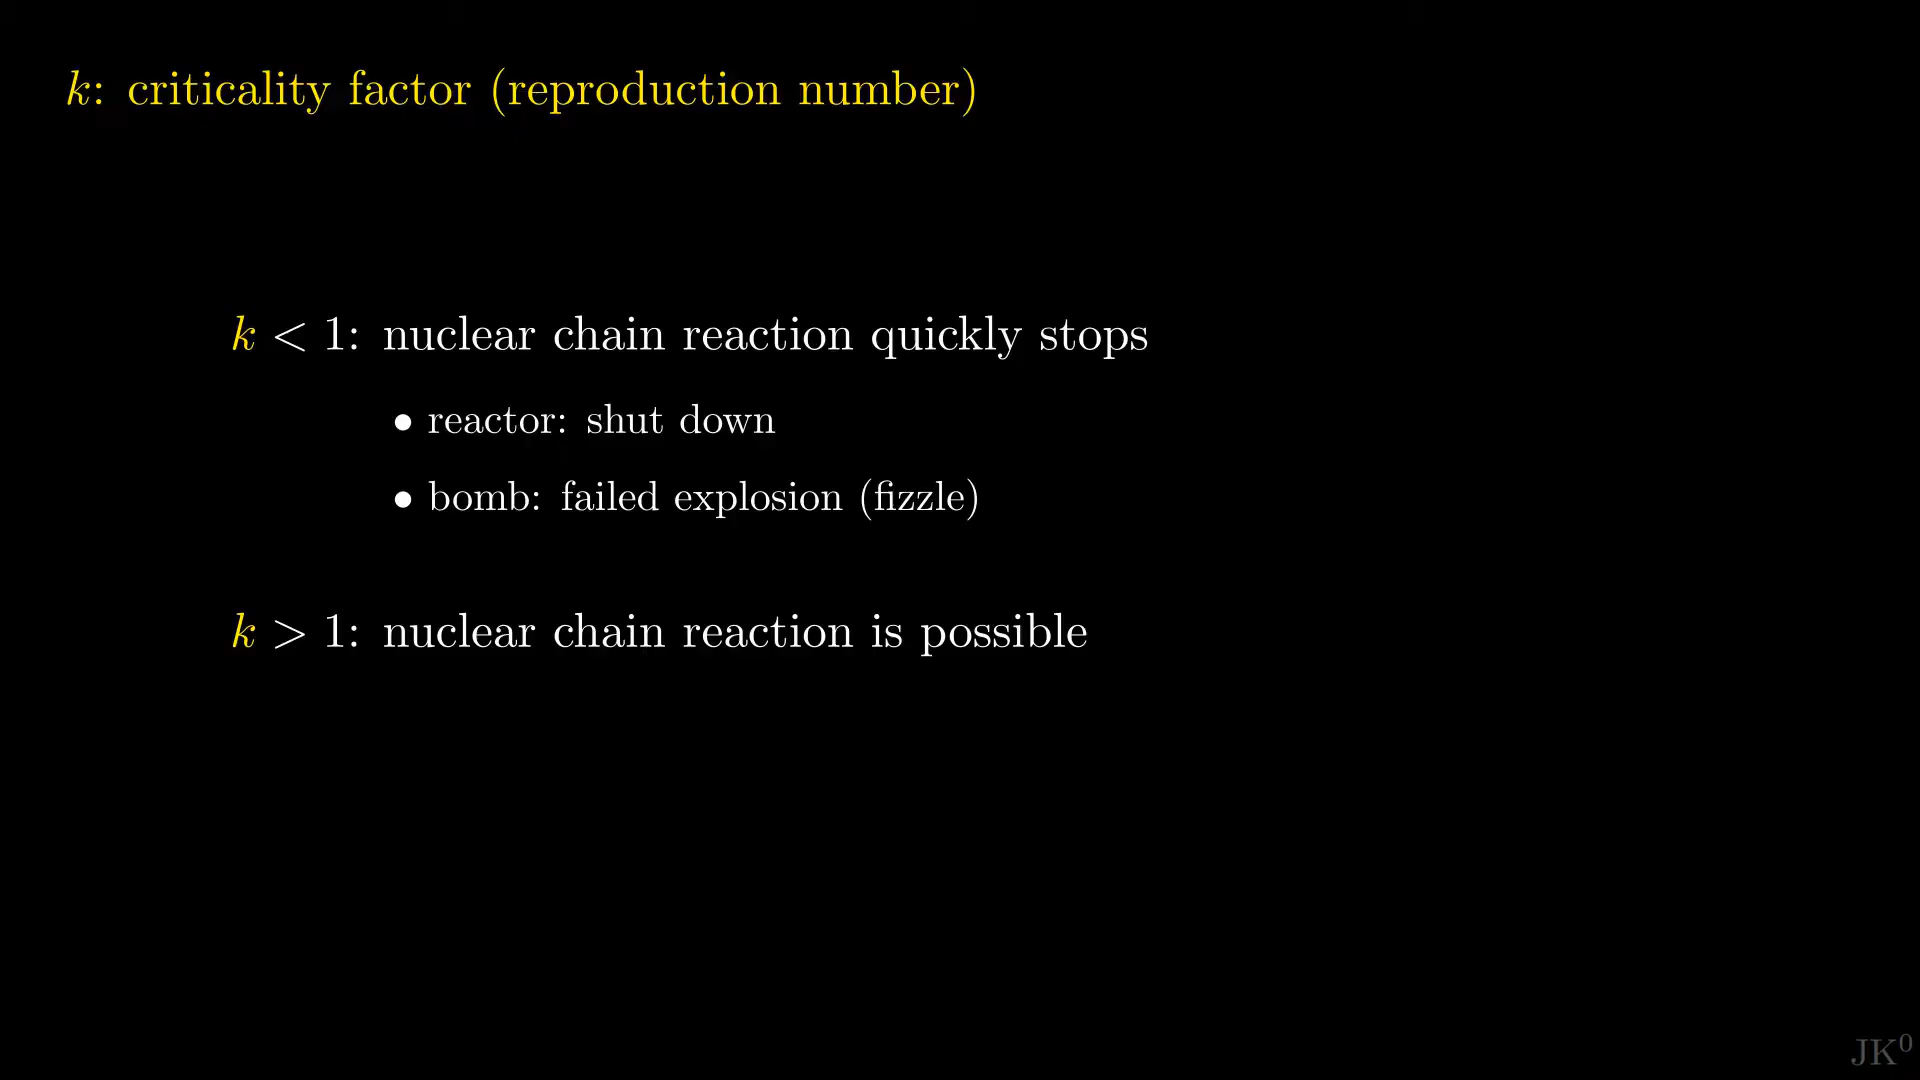 k: criticality factor (reproduction number)
k < 1: nuclear chain reaction quickly stops
• reactor: shut down
• bomb: failed explosion (fizzle)
k > 1: nuclear chain reaction is possible
JK⁰